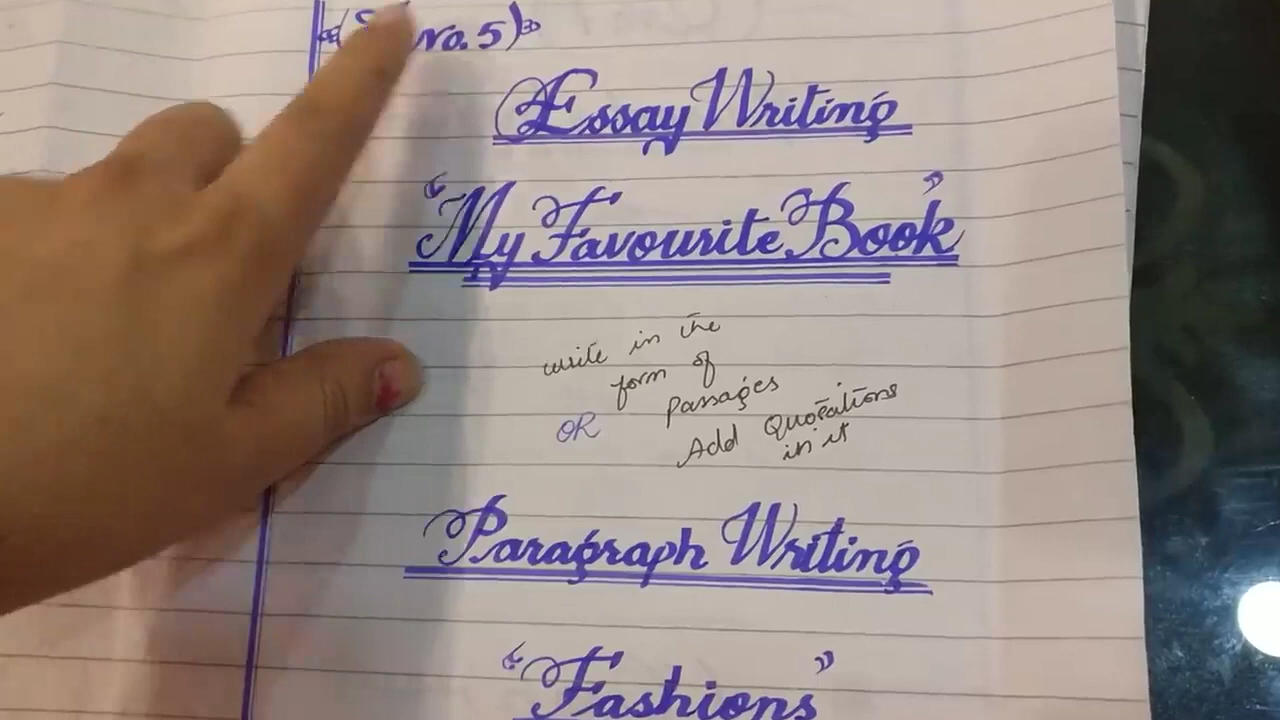 No. 5)
Essay Writing
"My Favourite Book"
write in the
form of
Passages
OR
Add Quotations
in it
Paragraph Writing
"Fashions"